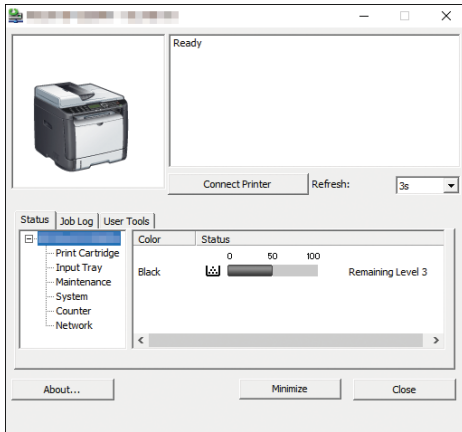 Ready
Connect Printer Refresh: 3s
Status Job Log User Tools
Color Status
Print Cartridge
Input Tray
Maintenance
System
Counter
Network
0 50 100
Black Remaining Level 3
About... Minimize Close